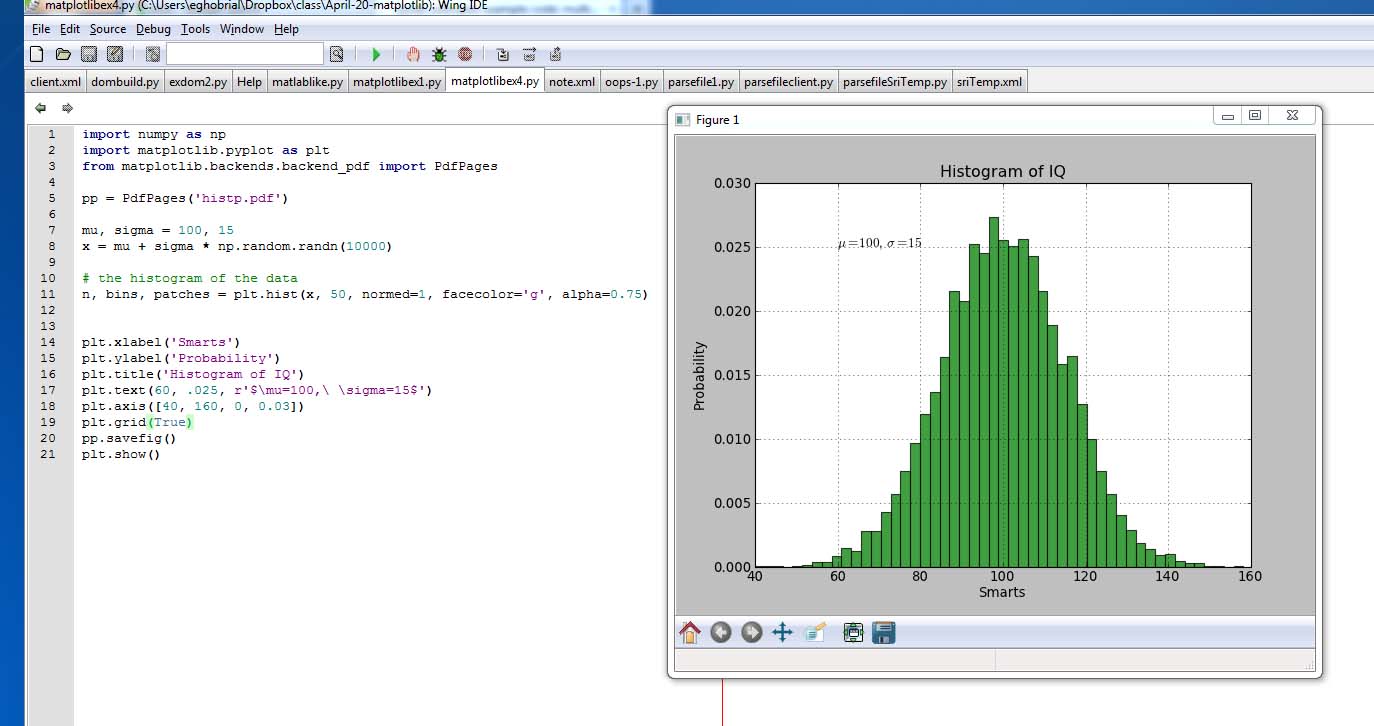 matplotlibex4.py (C:\Users\eghobrial\Dropbox\class\April-20-matplotlib): Wing IDE
File Edit Source Debug Tools Window Help
client.xml dombuild.py exdom2.py Help matlablike.py matplotlibex1.py matplotlibex4.py note.xml oops-1.py parsefile1.py parsefileclient.py parsefileSriTemp.py sriTemp.xml
1 import numpy as np
2 import matplotlib.pyplot as plt
3 from matplotlib.backends.backend_pdf import PdfPages
4
5 pp = PdfPages('histp.pdf')
6
7 mu, sigma = 100, 15
8 x = mu + sigma * np.random.randn(10000)
9
10 # the histogram of the data
11 n, bins, patches = plt.hist(x, 50, normed=1, facecolor='g', alpha=0.75)
12
13
14 plt.xlabel('Smarts')
15 plt.ylabel('Probability')
16 plt.title('Histogram of IQ')
17 plt.text(60, .025, r'$\mu=100,\ \sigma=15$')
18 plt.axis([40, 160, 0, 0.03])
19 plt.grid(True)
20 pp.savefig()
21 plt.show()
Figure 1
Histogram of IQ
0.030
0.025
μ=100, σ=15
0.020
0.015
0.010
0.005
0.000
Probability
40 60 80 100 120 140 160
Smarts